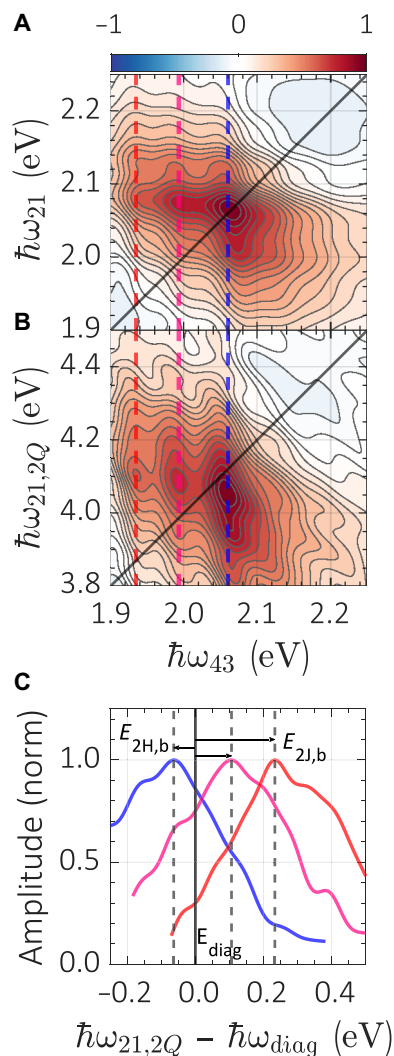 A
−1 0 1
2.2
2.1
2.0
1.9
ħω21 (eV)
B
4.4
4.2
4.0
3.8
ħω21,2Q (eV)
1.9 2.0 2.1 2.2
ħω43 (eV)
C
1.0
0.5
0.0
Amplitude (norm)
E2H,b
E2J,b
Ediag
−0.2 0.0 0.2 0.4
ħω21,2Q − ħωdiag (eV)